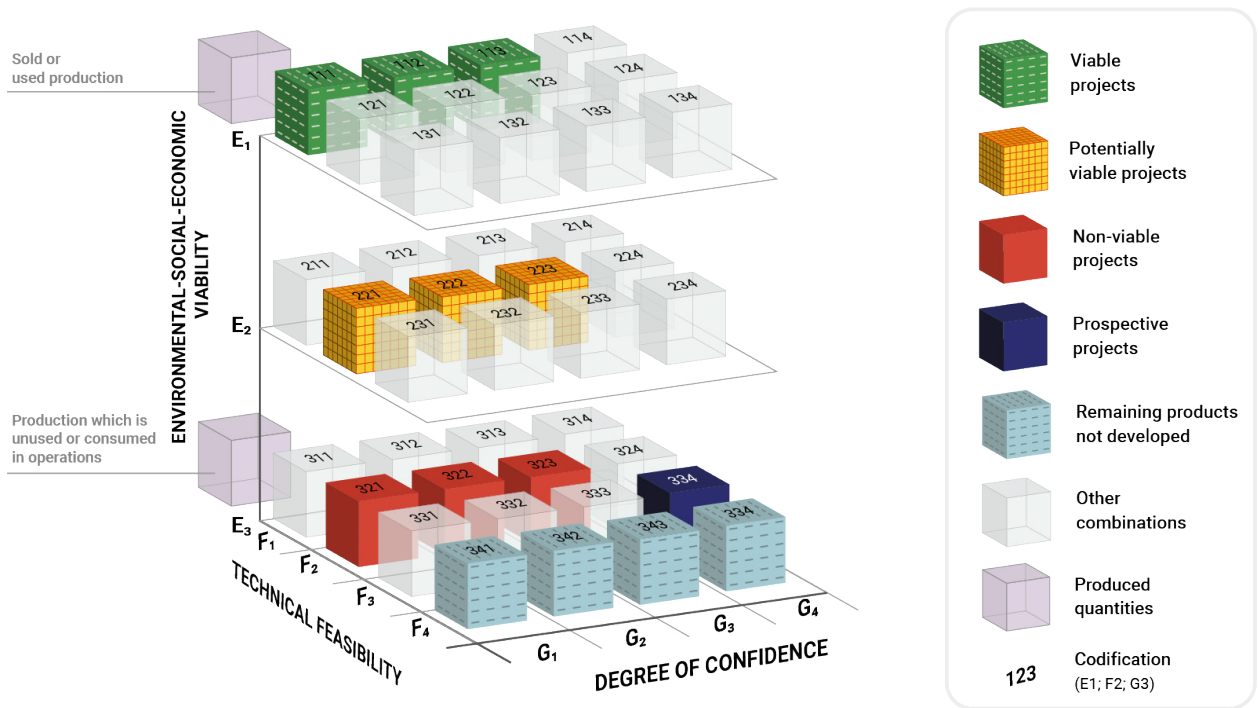 Sold or
used production
ENVIRONMENTAL-SOCIAL-ECONOMIC
VIABILITY
E1
111
112
113
114
121
122
123
124
131
132
133
134
E2
211
212
213
214
221
222
223
224
231
232
233
234
Production which is
unused or consumed
in operations
E3
311
312
313
314
321
322
323
324
331
332
333
334
341
342
343
334
F1
F2
F3
F4
TECHNICAL FEASIBILITY
G1
G2
G3
G4
DEGREE OF CONFIDENCE
Viable
projects
Potentially
viable projects
Non-viable
projects
Prospective
projects
Remaining products
not developed
Other
combinations
Produced
quantities
123
Codification
(E1; F2; G3)